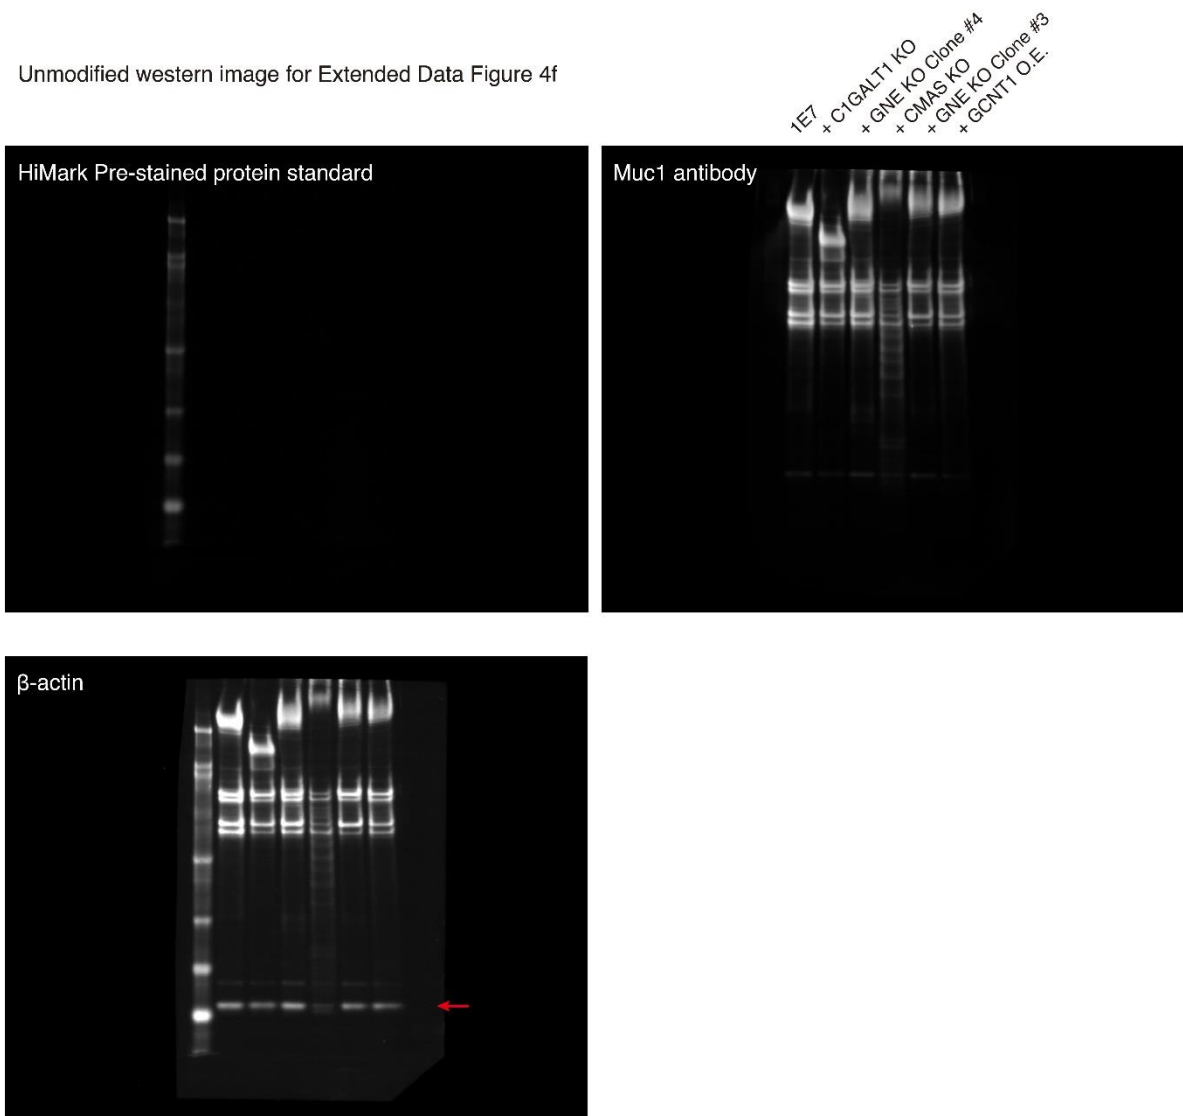 Unmodified western image for Extended Data Figure 4f
1E7
+ C1GALT1 KO
+ GNE KO Clone #4
+ CMAS KO
+ GNE KO Clone #3
+ GCNT1 O.E.
HiMark Pre-stained protein standard
Muc1 antibody
β-actin